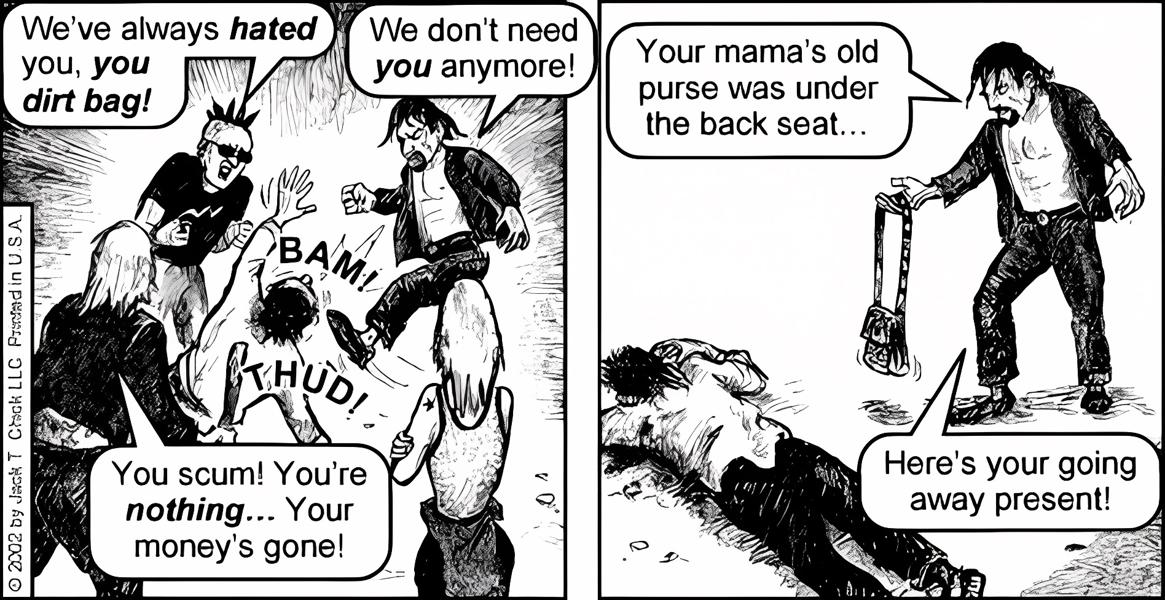 We've always hated
you, you
dirt bag!
We don't need
you anymore!
BAM!
THUD!
You scum! You're
nothing... Your
money's gone!
© 2002 by Jack T Chick LLC Printed in U.S.A.
Your mama's old
purse was under
the back seat...
Here's your going
away present!